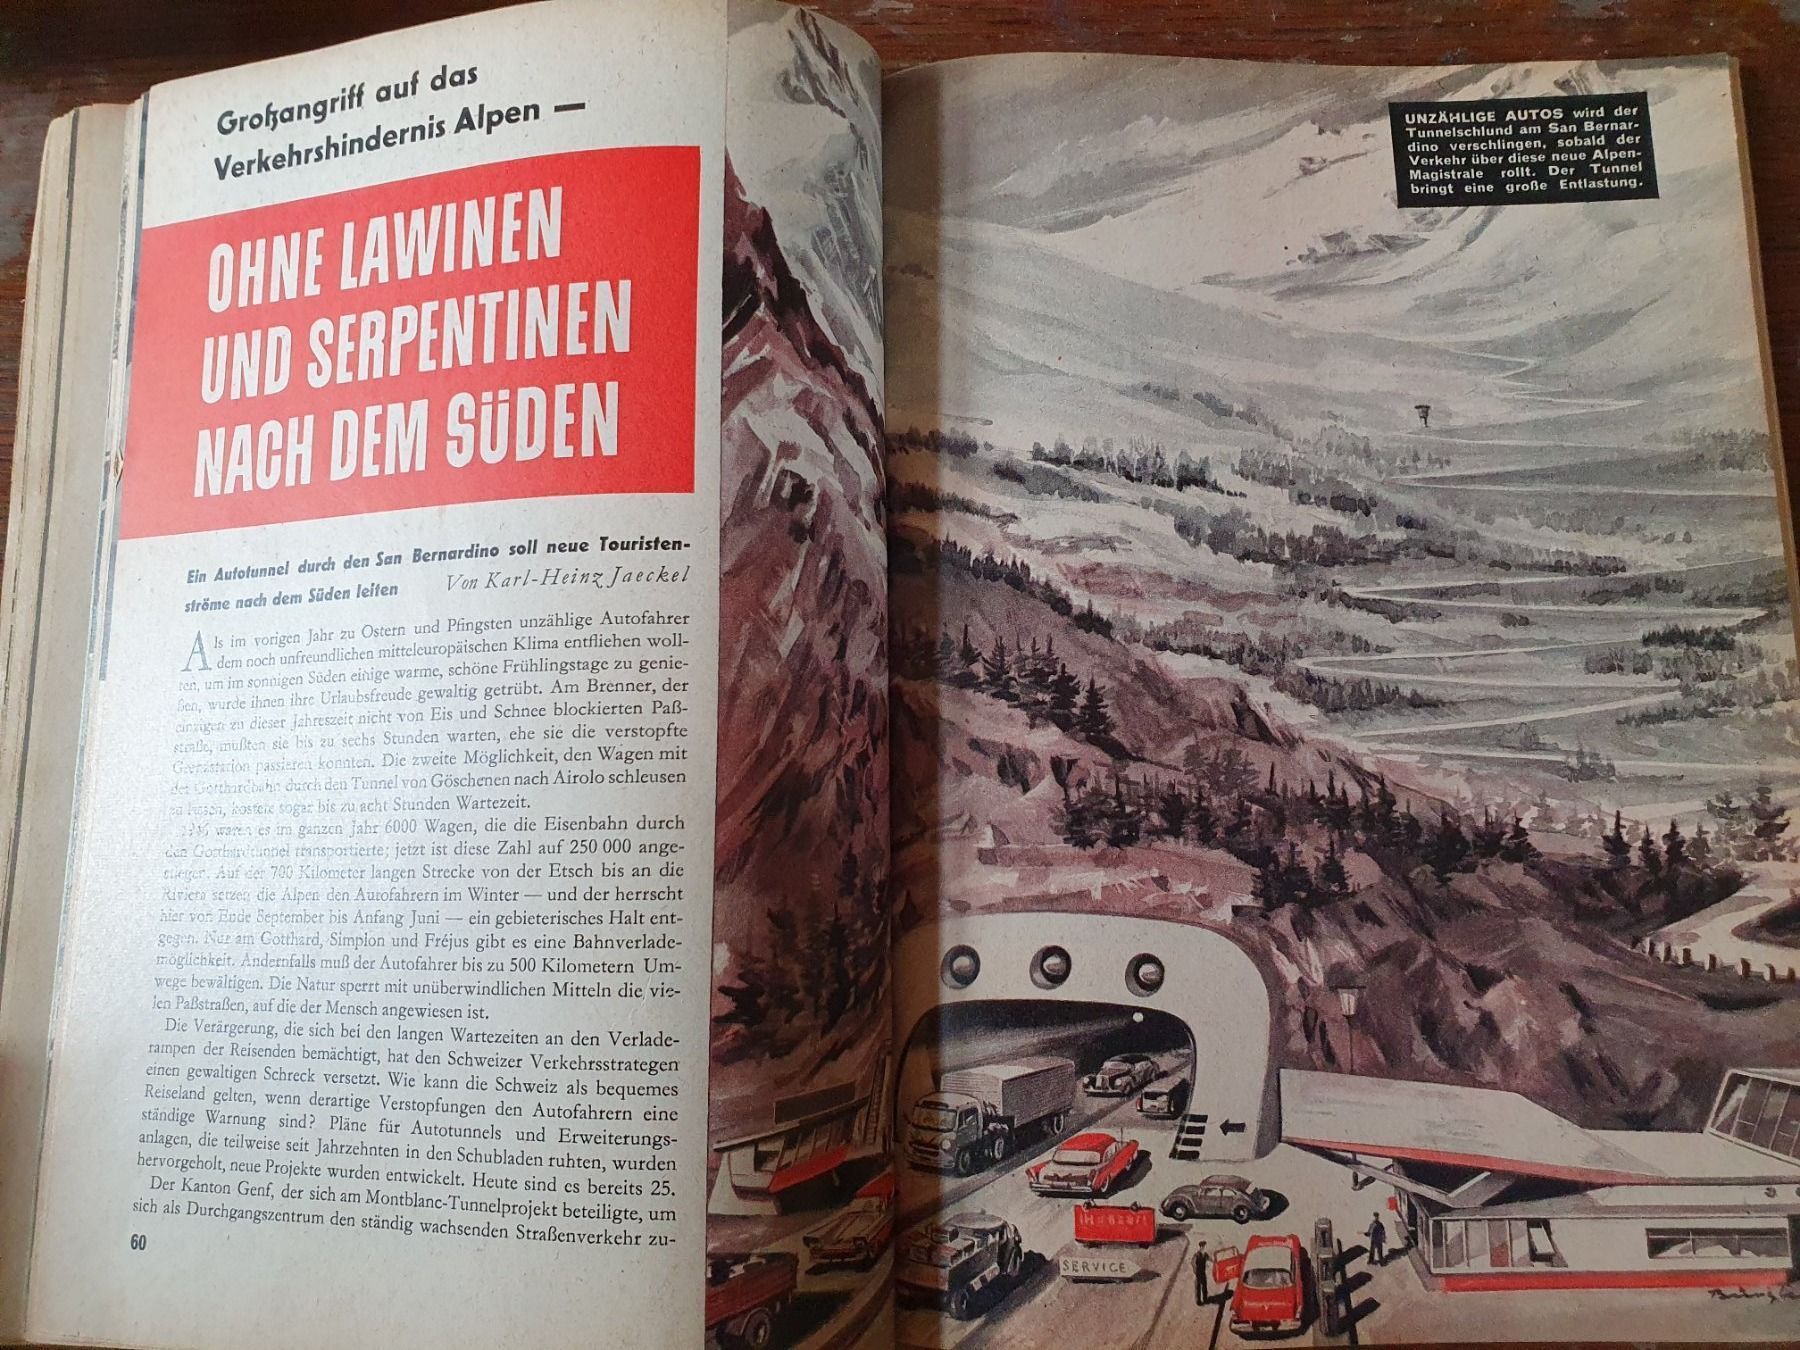 Großangriff auf das
Verkehrshindernis Alpen —
OHNE LAWINEN
UND SERPENTINEN
NACH DEM SÜDEN
Ein Autotunnel durch den San Bernardino soll neue Touristen-
ströme nach dem Süden leiten
Von Karl-Heinz Jaeckel
Als im vorigen Jahr zu Ostern und Pfingsten unzählige Autofahrer
dem noch unfreundlichen mitteleuropäischen Klima entfliehen woll-
ten, um im sonnigen Süden einige warme, schöne Frühlingstage zu genie-
ßen, wurde ihnen ihre Urlaubsfreude gewaltig getrübt. Am Brenner, der
einzigen zu dieser Jahreszeit nicht von Eis und Schnee blockierten Paß-
straße, mußten sie bis zu sechs Stunden warten, ehe sie die verstopfte
Grenzstation passieren konnten. Die zweite Möglichkeit, den Wagen mit
der Gotthardbahn durch den Tunnel von Göschenen nach Airolo schleusen
zu lassen, kostete sogar bis zu acht Stunden Wartezeit.
waren es im ganzen Jahr 6000 Wagen, die die Eisenbahn durch
den Gotthardtunnel transportierte; jetzt ist diese Zahl auf 250 000 ange-
stiegen. Auf der 700 Kilometer langen Strecke von der Etsch bis an die
Riviera setzen die Alpen den Autofahrern im Winter — und der herrscht
hier von Ende September bis Anfang Juni — ein gebieterisches Halt ent-
gegen. Nur am Gotthard, Simplon und Fréjus gibt es eine Bahnverlade-
möglichkeit. Andernfalls muß der Autofahrer bis zu 500 Kilometern Um-
wege bewältigen. Die Natur sperrt mit unüberwindlichen Mitteln die vie-
len Paßstraßen, auf die der Mensch angewiesen ist.
Die Verärgerung, die sich bei den langen Wartezeiten an den Verlade-
rampen der Reisenden bemächtigt, hat den Schweizer Verkehrsstrategen
einen gewaltigen Schreck versetzt. Wie kann die Schweiz als bequemes
Reiseland gelten, wenn derartige Verstopfungen den Autofahrern eine
ständige Warnung sind? Pläne für Autotunnels und Erweiterungs-
anlagen, die teilweise seit Jahrzehnten in den Schubladen ruhten, wurden
hervorgeholt, neue Projekte wurden entwickelt. Heute sind es bereits 25.
Der Kanton Genf, der sich am Montblanc-Tunnelprojekt beteiligte, um
sich als Durchgangszentrum den ständig wachsenden Straßenverkehr zu-
60
UNZÄHLIGE AUTOS wird der
Tunnelschlund am San Bernar-
dino verschlingen, sobald der
Verkehr über diese neue Alpen-
Magistrale rollt. Der Tunnel
bringt eine große Entlastung.
SERVICE